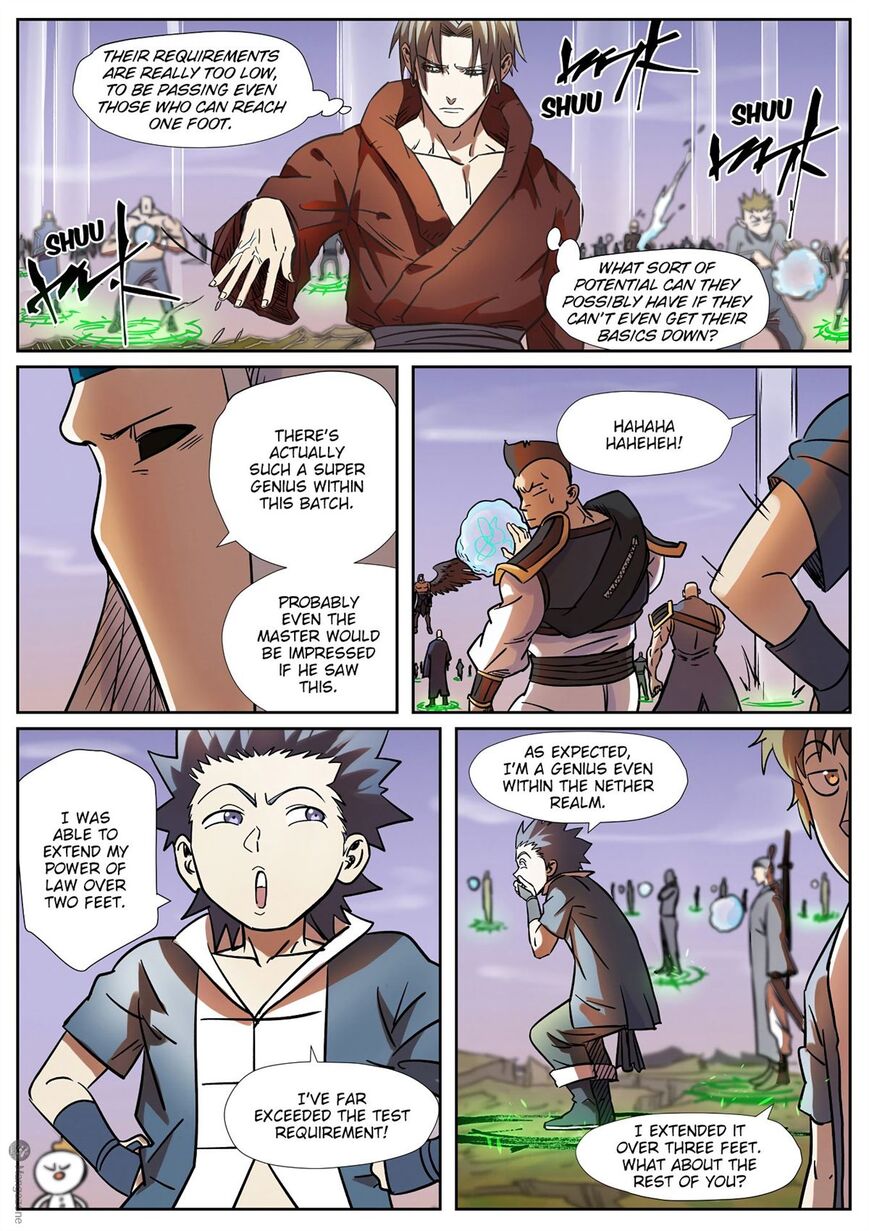 THEIR REQUIREMENTS
ARE REALLY TOO LOW,
TO BE PASSING EVEN
THOSE WHO CAN REACH
ONE FOOT.
SHUU
SHUU
SHUU
WHAT SORT OF
POTENTIAL CAN THEY
POSSIBLY HAVE IF THEY
CAN'T EVEN GET THEIR
BASICS DOWN?
THERE'S
ACTUALLY
SUCH A SUPER
GENIUS WITHIN
THIS BATCH.
PROBABLY
EVEN THE
MASTER WOULD
BE IMPRESSED
IF HE SAW
THIS.
HAHAHA
HAHEHEH!
I WAS
ABLE TO
EXTEND MY
POWER OF
LAW OVER
TWO FEET.
I'VE FAR
EXCEEDED THE TEST
REQUIREMENT!
AS EXPECTED,
I'M A GENIUS EVEN
WITHIN THE NETHER
REALM.
I EXTENDED IT
OVER THREE FEET.
WHAT ABOUT THE
REST OF YOU?